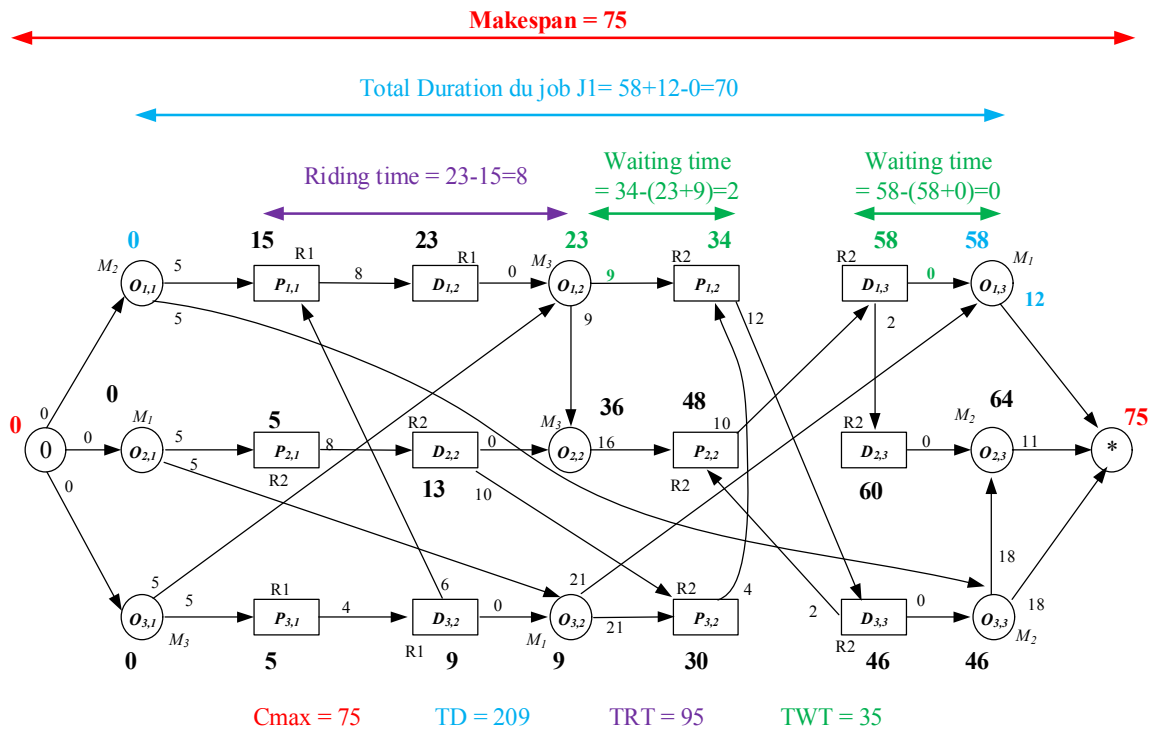 Makespan = 75
Total Duration du job J1= 58+12-0=70
Riding time = 23-15=8
Waiting time
= 34-(23+9)=2
Waiting time
= 58-(58+0)=0
0 15 23 23 34 58 58
M2 R1 R1 M3 R2 R2 M1
O1,1 5 P1,1 8 D1,2 0 O1,2 9 P1,2 D1,3 0 O1,3
12
5 9 12 2
0 0 36 48 64
0 0 M1 5 R2 M3 10 R2 M2 75
0 O2,1 5 P2,1 8 D2,2 0 O2,2 16 P2,2 D2,3 0 O2,3 11 *
0 5 R2 13 10 R2 60
5 6 21 R2 4 18
O3,1 5 P3,1 R1 4 D3,2 0 O3,2 21 P3,2 2 D3,3 0 O3,3 18
M3 R1 M1 R2 M2
0 5 9 9 30 46 46
Cmax = 75 TD = 209 TRT = 95 TWT = 35